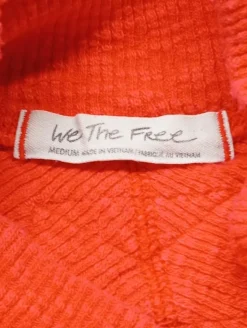 We The Free
MEDIUM MADE IN VIETNAM / FABRIQUÉ AU VIETNAM